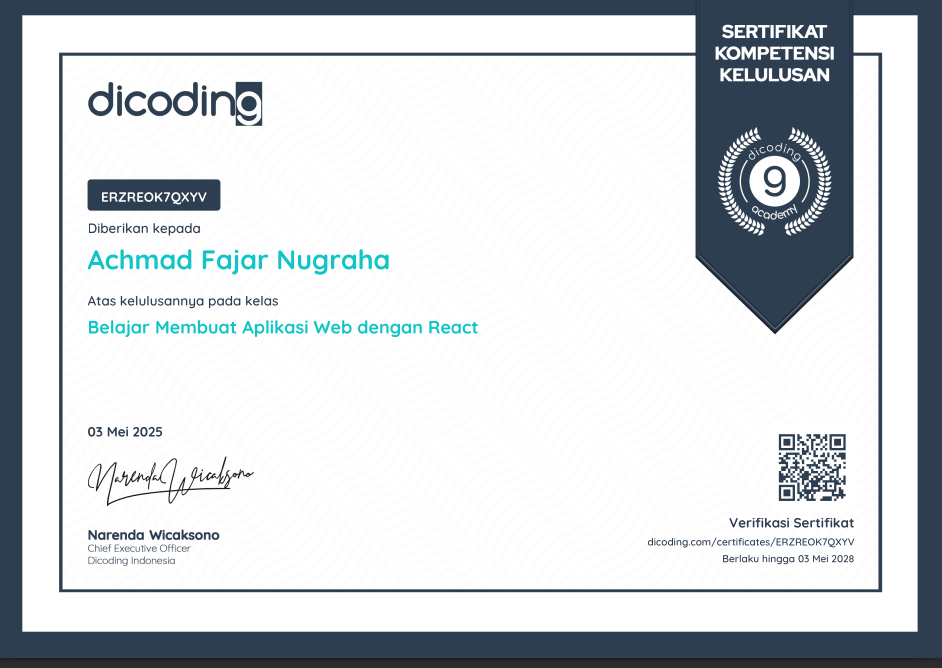 SERTIFIKAT
KOMPETENSI
KELULUSAN
dicoding
dicoding
9
academy
ERZREOK7QXYV
Diberikan kepada
Achmad Fajar Nugraha
Atas kelulusannya pada kelas
Belajar Membuat Aplikasi Web dengan React
03 Mei 2025
Narenda Wicaksono
Narenda Wicaksono
Chief Executive Officer
Dicoding Indonesia
Verifikasi Sertifikat
dicoding.com/certificates/ERZREOK7QXYV
Berlaku hingga 03 Mei 2028